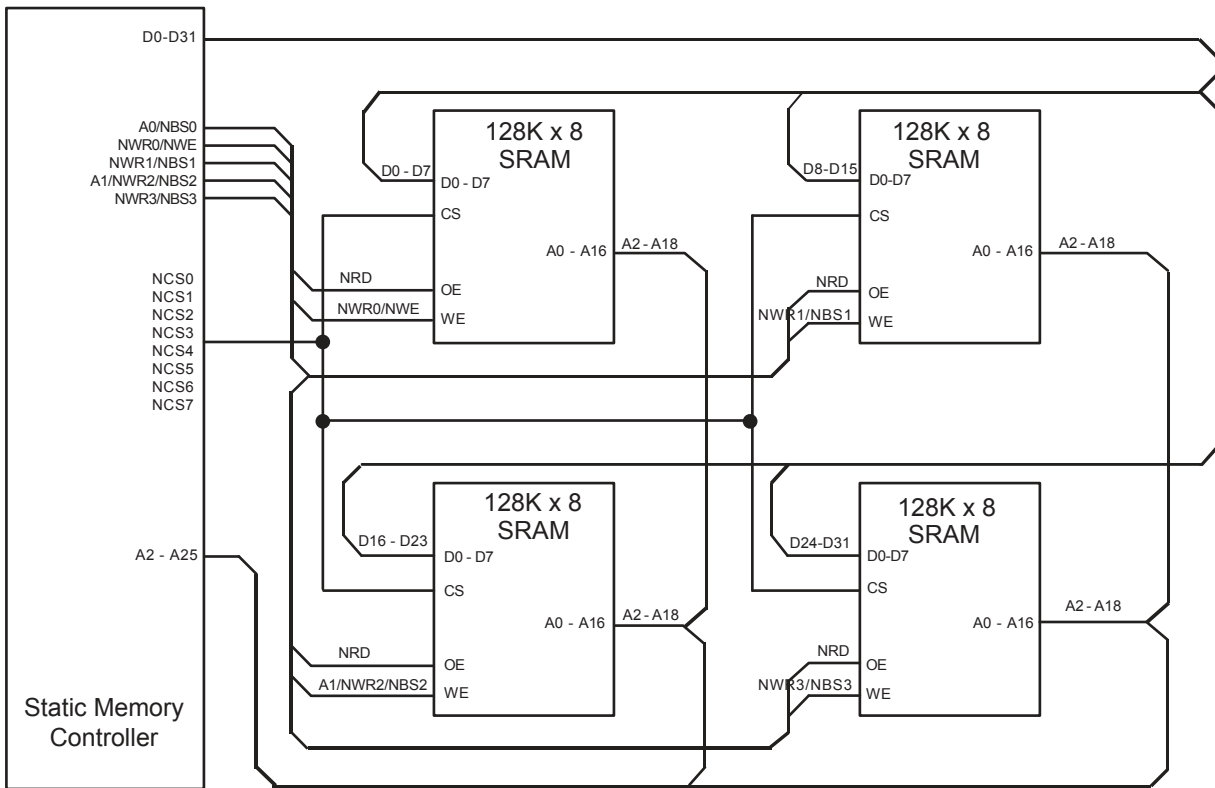 D0-D31
A0/NBS0
NWR0/NWE
NWR1/NBS1
A1/NWR2/NBS2
NWR3/NBS3
NCS0
NCS1
NCS2
NCS3
NCS4
NCS5
NCS6
NCS7
A2 - A25
Static Memory
Controller
128K x 8
SRAM
D0 - D7
D0 - D7
CS
A0 - A16
A2 - A18
NRD
OE
NWR0/NWE
WE
128K x 8
SRAM
D8-D15
D0-D7
CS
A0 - A16
A2 - A18
NRD
OE
NWR1/NBS1
WE
128K x 8
SRAM
D16 - D23
D0 - D7
CS
A0 - A16
A2 - A18
NRD
OE
A1/NWR2/NBS2
WE
128K x 8
SRAM
D24-D31
D0-D7
CS
A0 - A16
A2 - A18
NRD
OE
NWR3/NBS3
WE